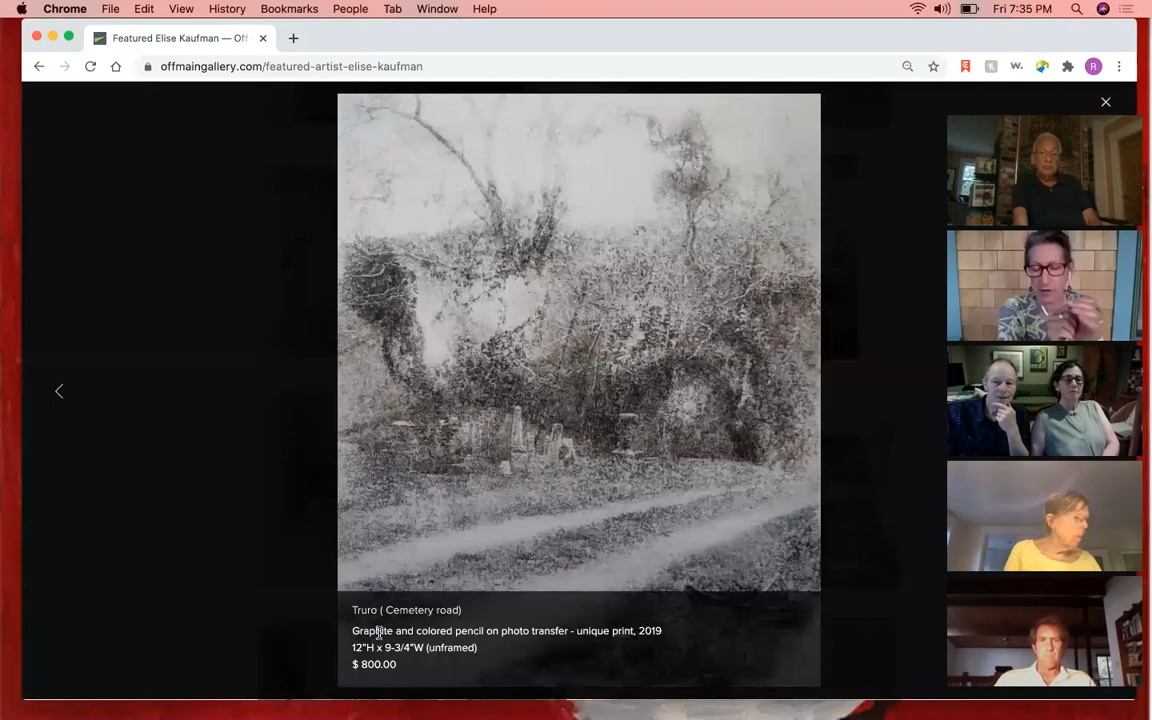 Chrome File Edit View History Bookmarks People Tab Window Help Fri 7:35 PM
Featured Elise Kaufman — Off
offmaingallery.com/featured-artist-elise-kaufman
R
Truro ( Cemetery road)
Graphite and colored pencil on photo transfer - unique print, 2019
12"H x 9-3/4"W (unframed)
$ 800.00